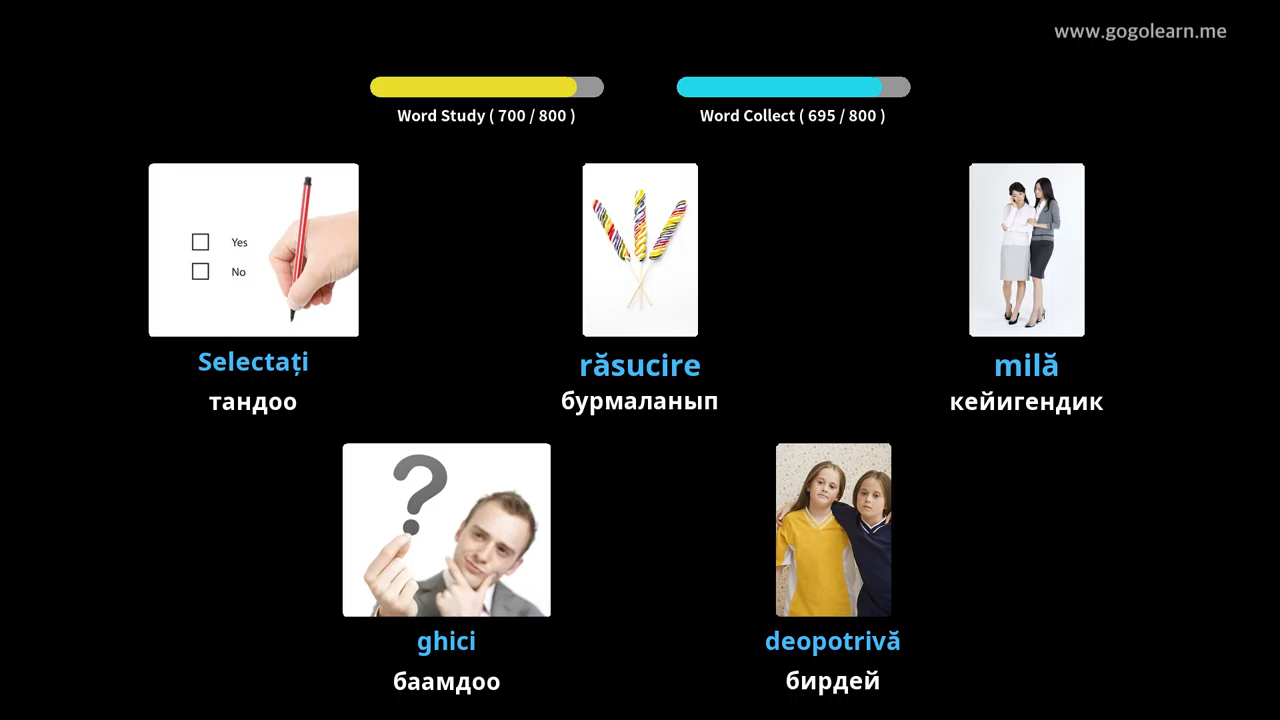 www.gogolearn.me
Word Study ( 700 / 800 )
Word Collect ( 695 / 800 )
Yes
No
Selectați
răsucire
milă
тандоо
бурмаланып
кейигендик
?
ghici
deopotrivă
баамдоо
бирдей